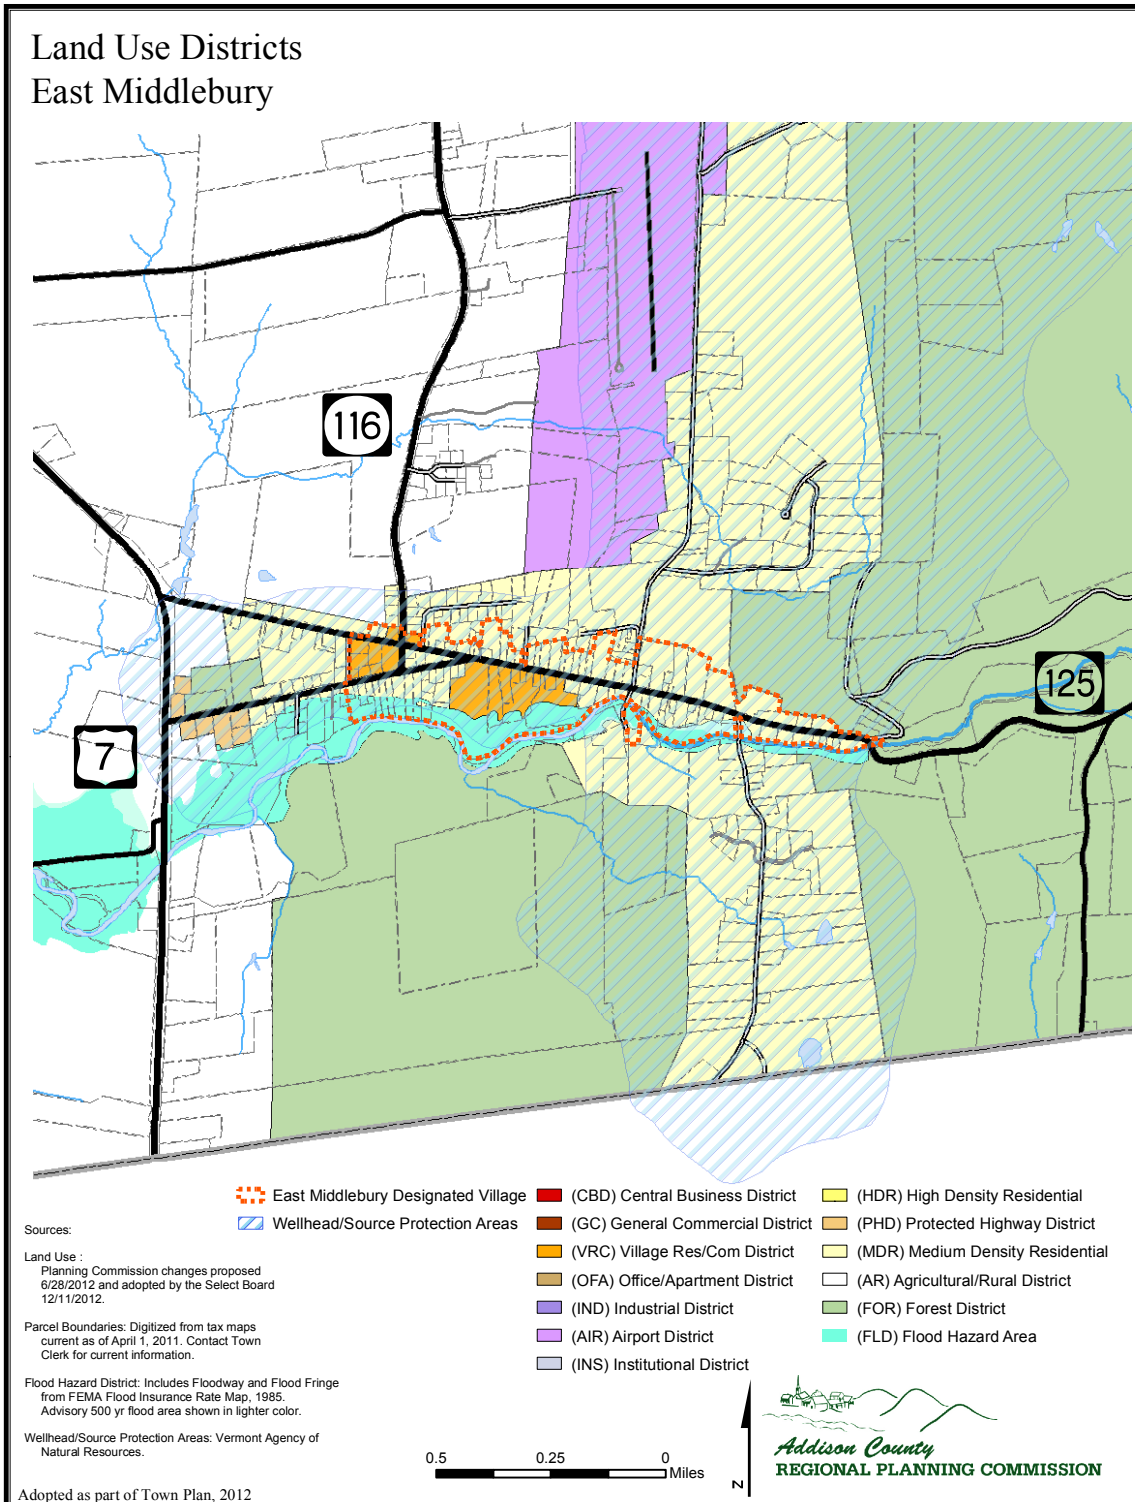 Land Use Districts
East Middlebury
116
125
7
East Middlebury Designated Village
Wellhead/Source Protection Areas
(CBD) Central Business District
(GC) General Commercial District
(VRC) Village Res/Com District
(OFA) Office/Apartment District
(IND) Industrial District
(AIR) Airport District
(INS) Institutional District
(HDR) High Density Residential
(PHD) Protected Highway District
(MDR) Medium Density Residential
(AR) Agricultural/Rural District
(FOR) Forest District
(FLD) Flood Hazard Area
Sources:
Land Use :
Planning Commission changes proposed
6/28/2012 and adopted by the Select Board
12/11/2012.
Parcel Boundaries: Digitized from tax maps
current as of April 1, 2011. Contact Town
Clerk for current information.
Flood Hazard District: Includes Floodway and Flood Fringe
from FEMA Flood Insurance Rate Map, 1985.
Advisory 500 yr flood area shown in lighter color.
Wellhead/Source Protection Areas: Vermont Agency of
Natural Resources.
Adopted as part of Town Plan, 2012
0.5 0.25 0
Miles
N
Addison County
REGIONAL PLANNING COMMISSION